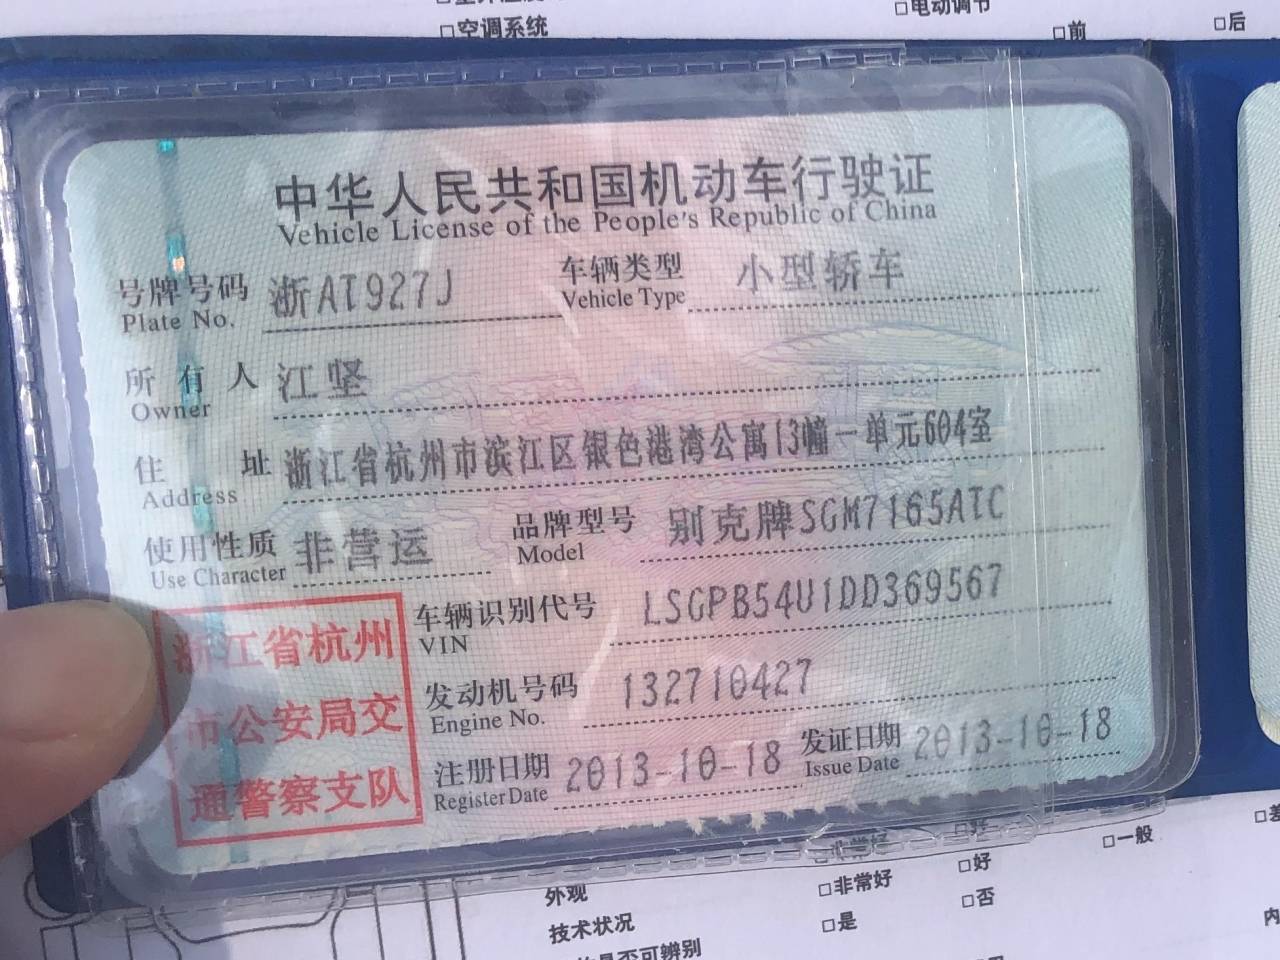 □空调系统
□电动调节
□前
□后
中华人民共和国机动车行驶证
Vehicle License of the People's Republic of China
号牌号码 浙AT927J 车辆类型 小型轿车
Plate No. Vehicle Type
所有人 江坚
Owner
住址 浙江省杭州市滨江区银色港湾公寓13幢一单元604室
Address
使用性质 非营运 品牌型号 别克牌SGM7165ATC
Use Character Model
车辆识别代号 LSGPB54U1DD369567
VIN
发动机号码 132710427
Engine No.
注册日期 2013-10-18 发证日期 2013-10-18
Register Date Issue Date
浙江省杭州
市公安局交
通警察支队
□非常好 □好 □一般
外观 □非常好 □好
技术状况 □是 □否
是否可辨别